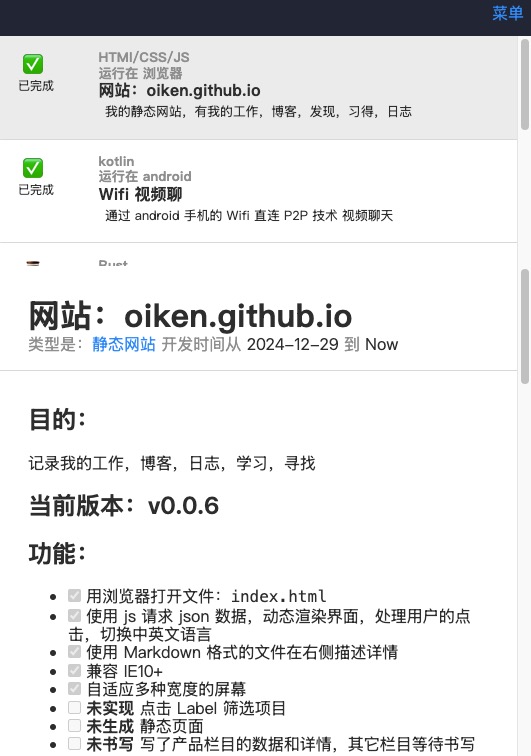 菜单
HTMl/CSS/JS
运行在 浏览器
网站：oiken.github.io
已完成
我的静态网站，有我的工作，博客，发现，习得，日志
kotlin
运行在 android
Wifi 视频聊
已完成
通过 android 手机的 Wifi 直连 P2P 技术 视频聊天
Rust
网站：oiken.github.io
类型是：静态网站 开发时间从 2024-12-29 到 Now
目的：
记录我的工作，博客，日志，学习，寻找
当前版本：v0.0.6
功能：
用浏览器打开文件：index.html
使用 js 请求 json 数据，动态渲染界面，处理用户的点
击，切换中英文语言
使用 Markdown 格式的文件在右侧描述详情
兼容 IE10+
自适应多种宽度的屏幕
未实现 点击 Label 筛选项目
未生成 静态页面
未书写 写了产品栏目的数据和详情，其它栏目等待书写